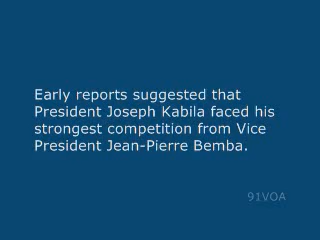 Early reports suggested that
President Joseph Kabila faced his
strongest competition from Vice
President Jean-Pierre Bemba.
91VOA